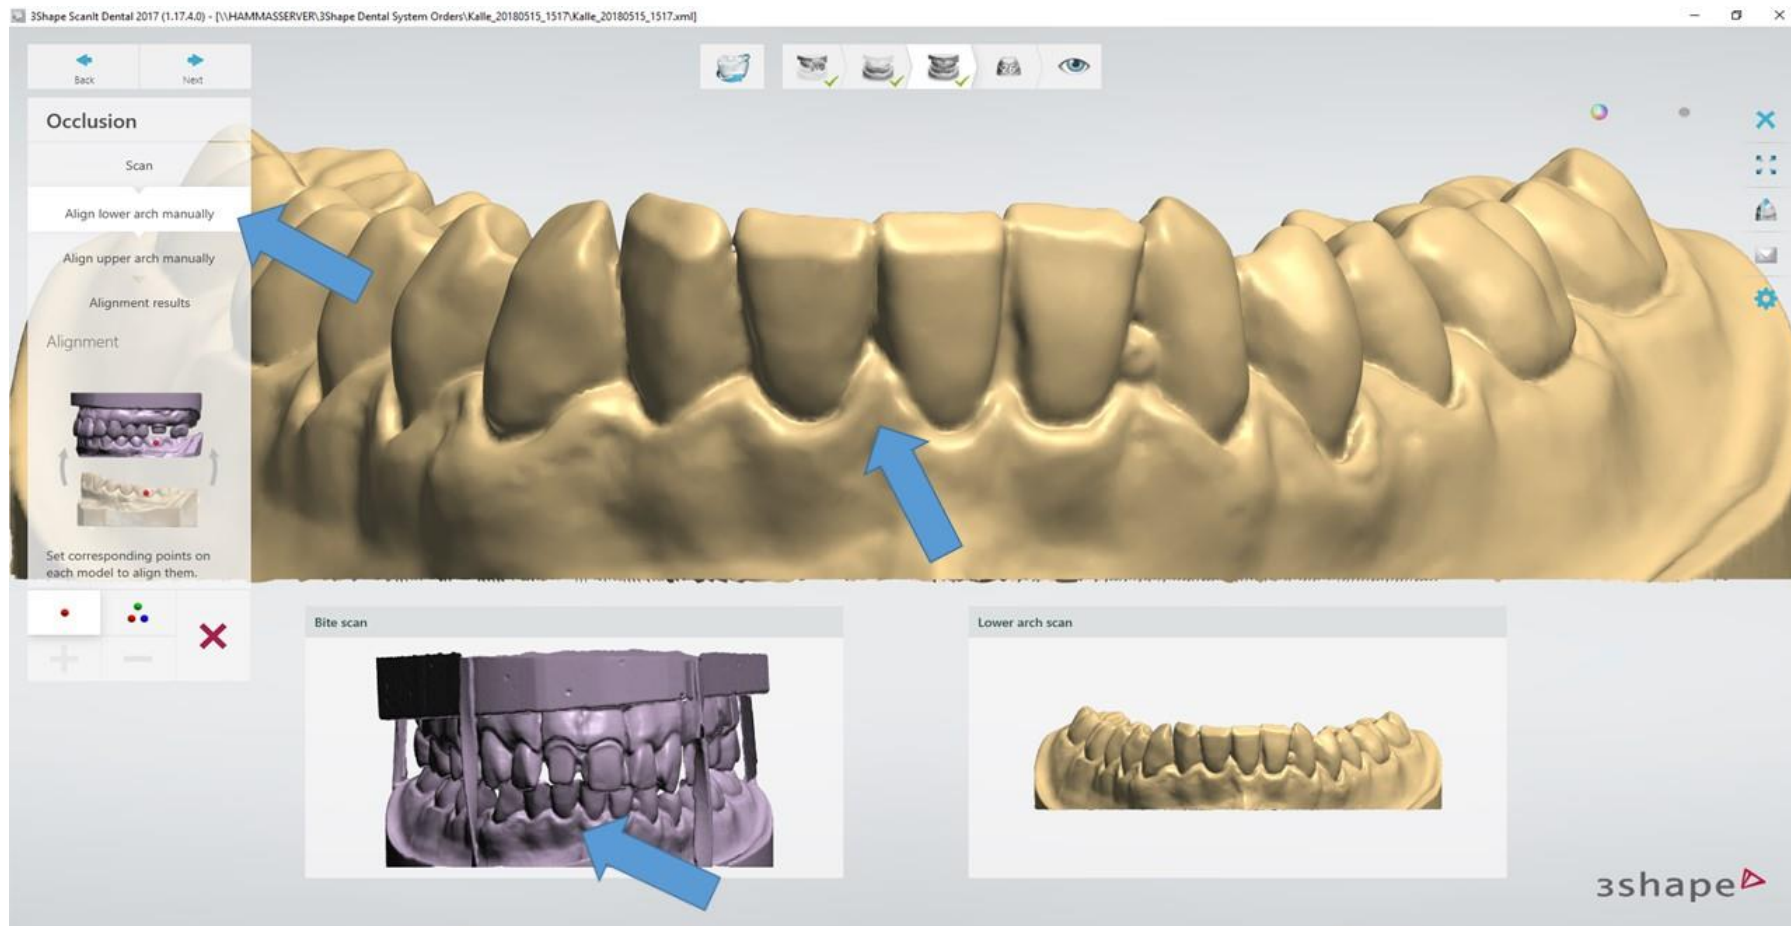 3Shape ScanIt Dental 2017 (1.17.4.0) - [\\HAMMASSERVER\3Shape Dental System Orders\Kalle_20180515_1517\Kalle_20180515_1517.xml]
Back
Next
Occlusion
Scan
Align lower arch manually
Align upper arch manually
Alignment results
Alignment
Set corresponding points on
each model to align them.
Bite scan
Lower arch scan
3shape